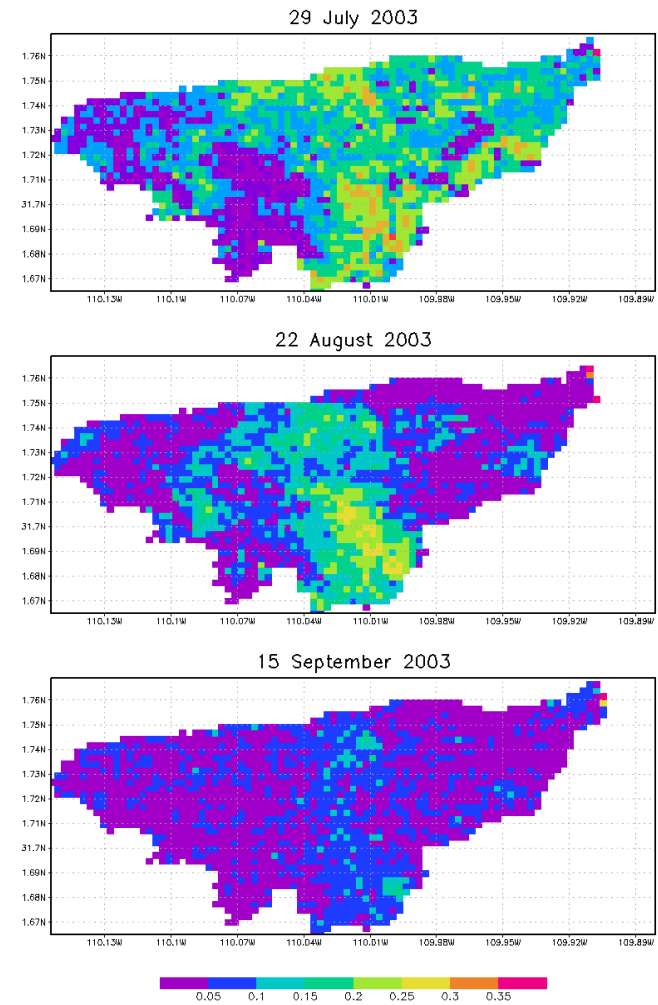 29 July 2003
1.76N
1.75N
1.74N
1.73N
1.72N
1.71N
31.7N
1.69N
1.68N
1.67N
110.13W 110.1W 110.07W 110.04W 110.01W 109.98W 109.95W 109.92W 109.89W
22 August 2003
1.76N
1.75N
1.74N
1.73N
1.72N
1.71N
31.7N
1.69N
1.68N
1.67N
110.13W 110.1W 110.07W 110.04W 110.01W 109.98W 109.95W 109.92W 109.89W
15 September 2003
1.76N
1.75N
1.74N
1.73N
1.72N
1.71N
31.7N
1.69N
1.68N
1.67N
110.13W 110.1W 110.07W 110.04W 110.01W 109.98W 109.95W 109.92W 109.89W
0.05 0.1 0.15 0.2 0.25 0.3 0.35